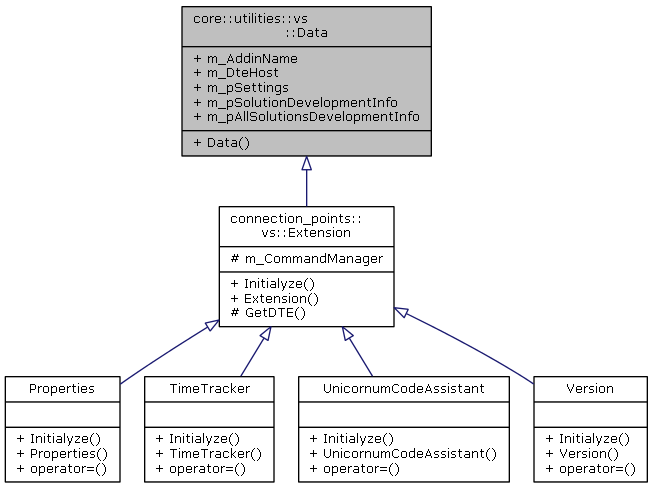 core::utilities::vs
::Data
+ m_AddinName
+ m_DteHost
+ m_pSettings
+ m_pSolutionDevelopmentInfo
+ m_pAllSolutionsDevelopmentInfo
+ Data()
connection_points::
vs::Extension
# m_CommandManager
+ Initialyze()
+ Extension()
# GetDTE()
Properties
+ Initialyze()
+ Properties()
+ operator=()
TimeTracker
+ Initialyze()
+ TimeTracker()
+ operator=()
UnicornumCodeAssistant
+ Initialyze()
+ UnicornumCodeAssistant()
+ operator=()
Version
+ Initialyze()
+ Version()
+ operator=()